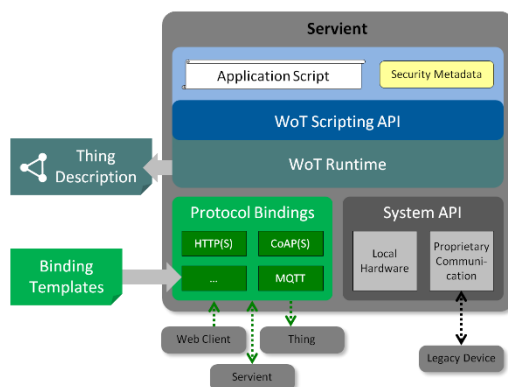 Servient
Application Script
Security Metadata
WoT Scripting API
Thing
Description
WoT Runtime
Protocol Bindings
System API
HTTP(S)
CoAP(S)
Local
Hardware
Proprietary
Communi-
cation
Binding
Templates
...
MQTT
Web Client
Thing
Servient
Legacy Device